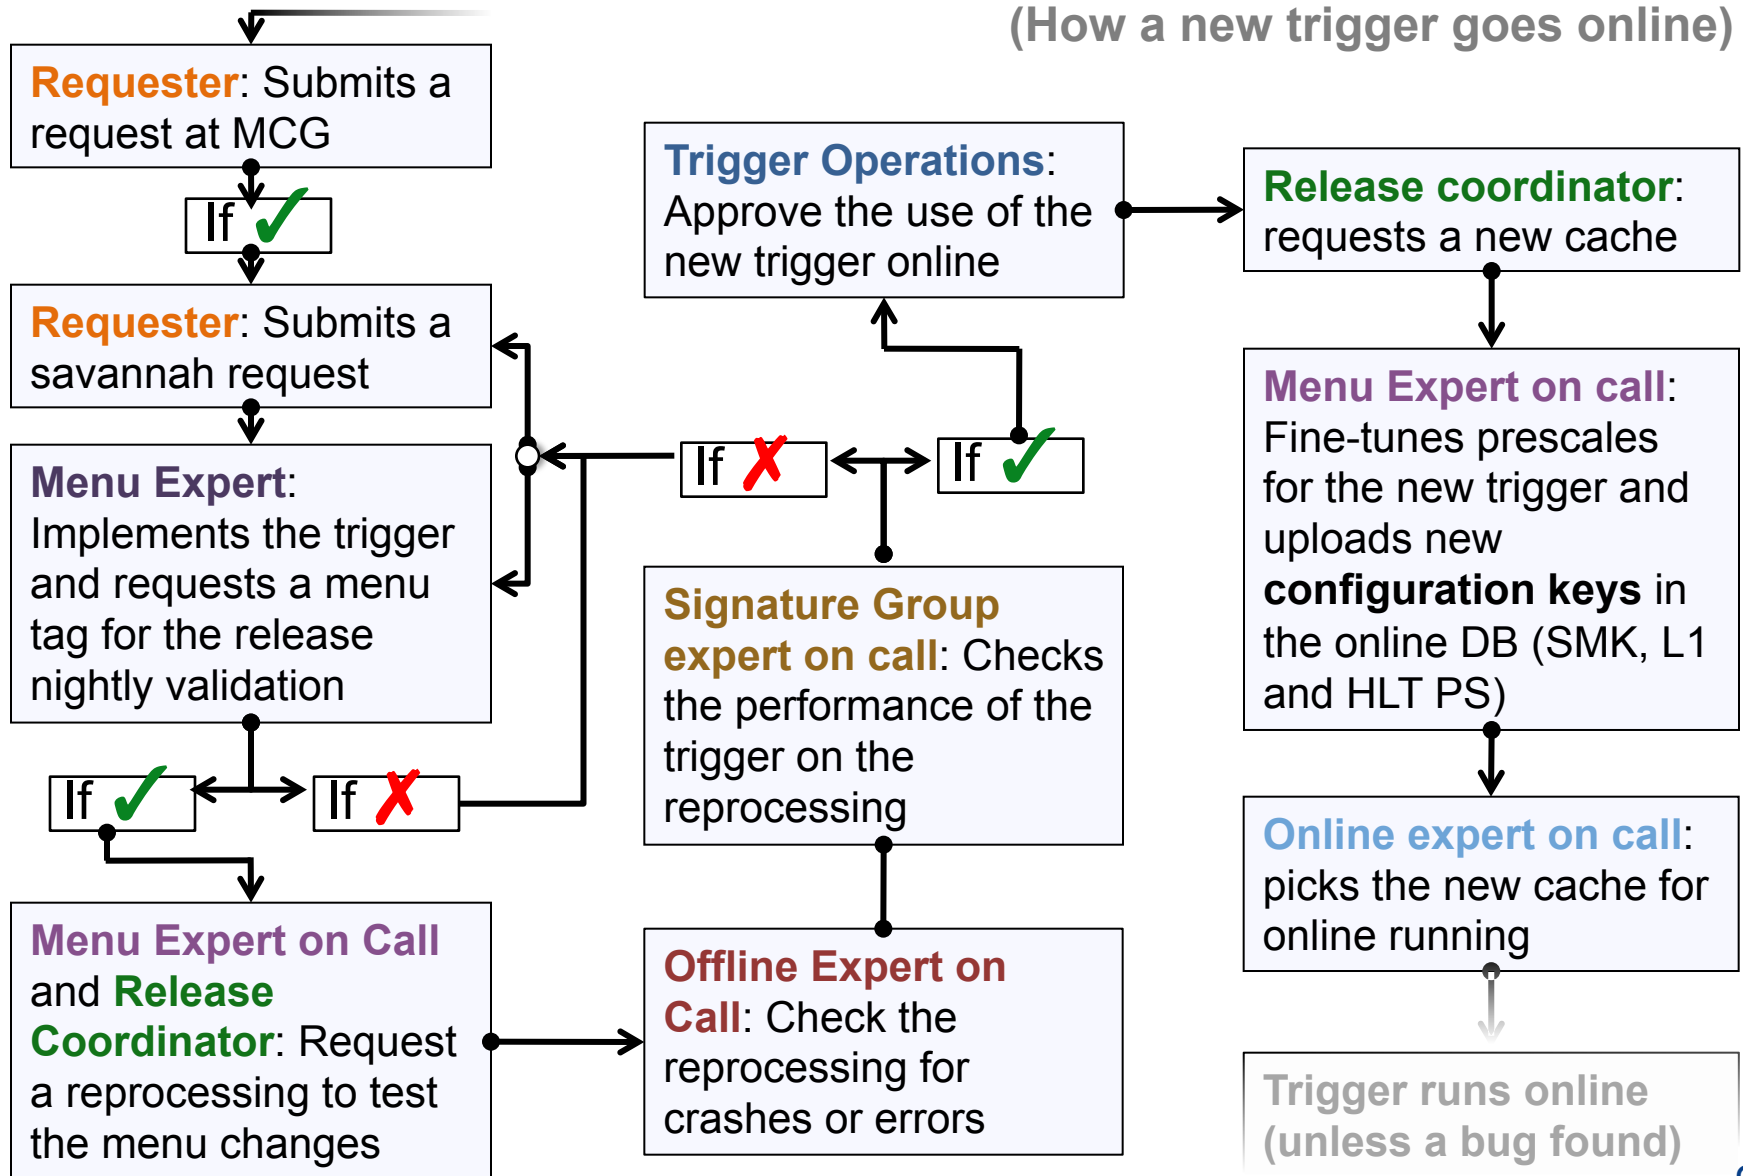 (How a new trigger goes online)
Requester: Submits a
request at MCG
If
Requester: Submits a
savannah request
Menu Expert:
Implements the trigger
and requests a menu
tag for the release
nightly validation
If
If
Menu Expert on Call
and Release
Coordinator: Request
a reprocessing to test
the menu changes
Trigger Operations:
Approve the use of the
new trigger online
If
If
Signature Group
expert on call: Checks
the performance of the
trigger on the
reprocessing
Offline Expert on
Call: Check the
reprocessing for
crashes or errors
Release coordinator:
requests a new cache
Menu Expert on call:
Fine-tunes prescales
for the new trigger and
uploads new
configuration keys in
the online DB (SMK, L1
and HLT PS)
Online expert on call:
picks the new cache for
online running
Trigger runs online
(unless a bug found)